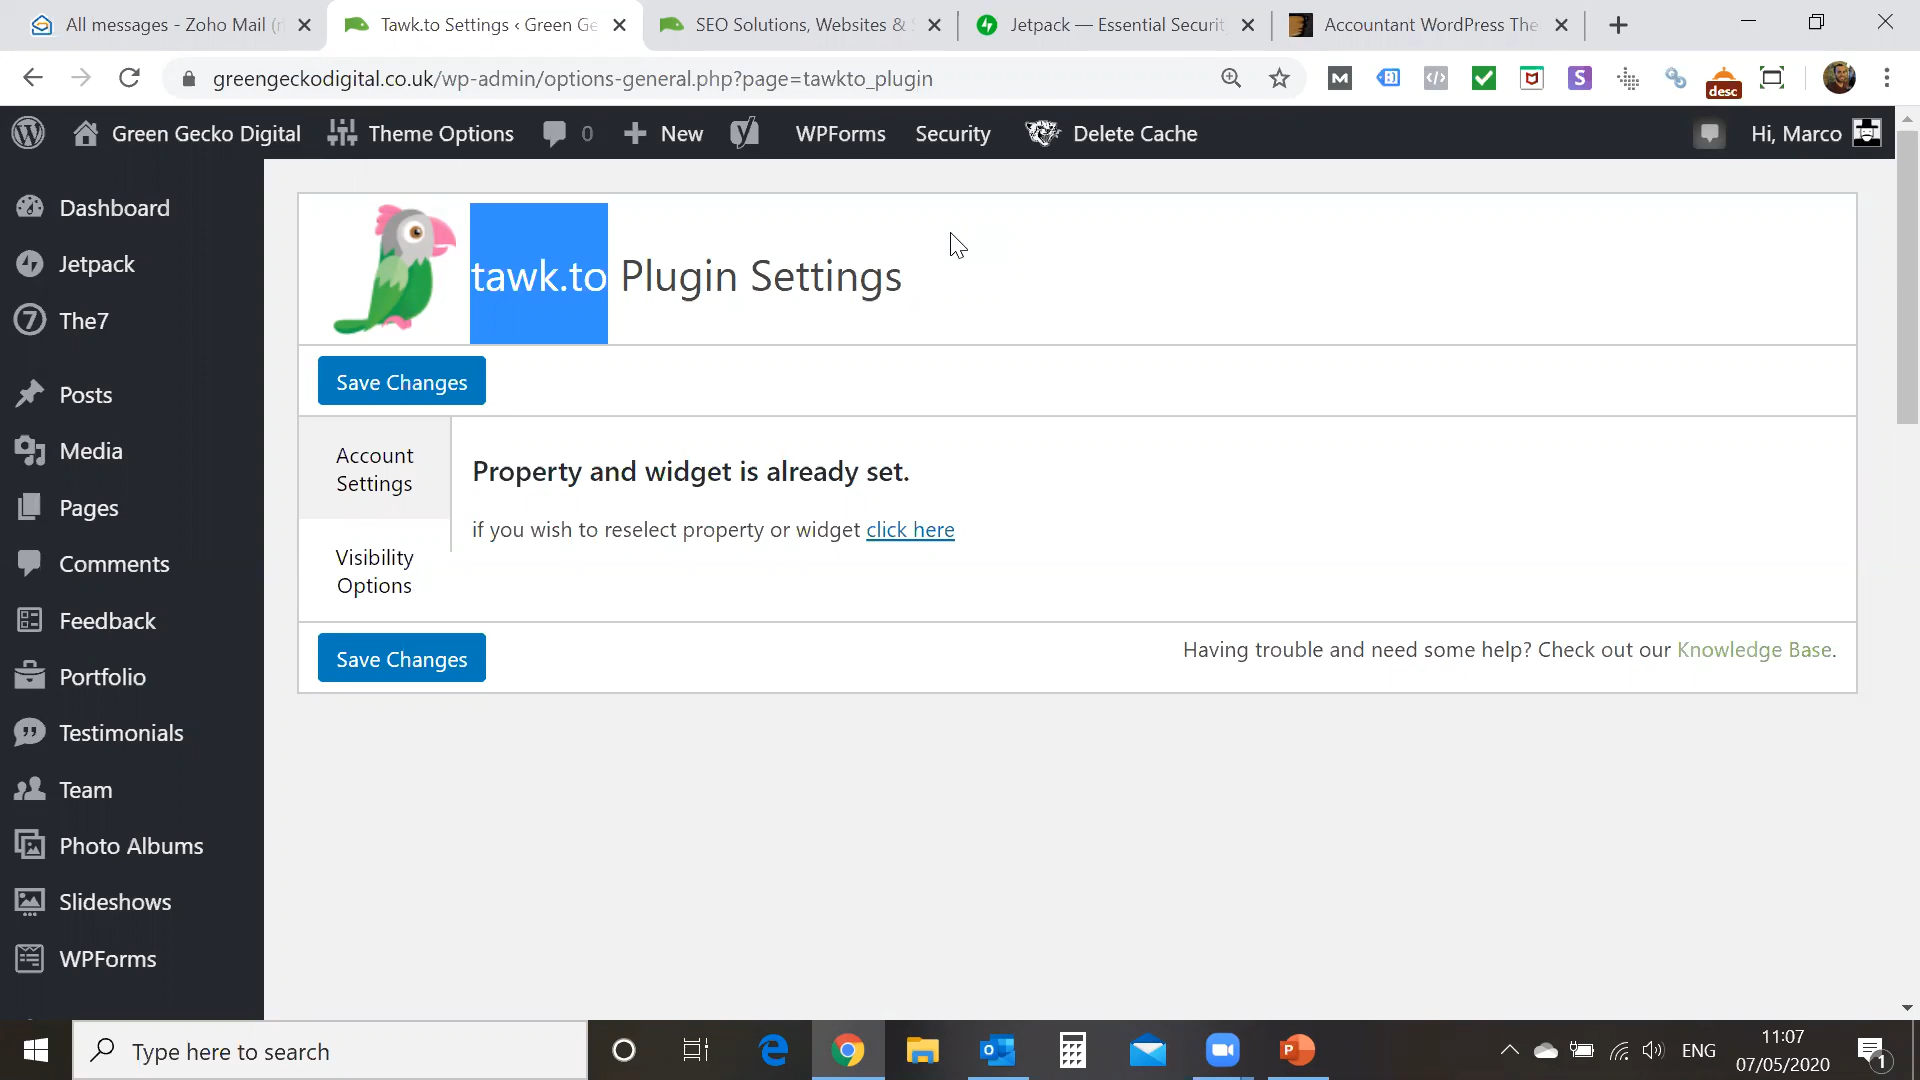 All messages - Zoho Mail (r
Tawk.to Settings ‹ Green Ge
SEO Solutions, Websites & S
Jetpack — Essential Securit
Accountant WordPress The
greengeckodigital.co.uk/wp-admin/options-general.php?page=tawkto_plugin
M
S
desc
Green Gecko Digital
Theme Options
0
New
WPForms
Security
Delete Cache
Hi, Marco
Dashboard
Jetpack
The7
Posts
Media
Pages
Comments
Feedback
Portfolio
Testimonials
Team
Photo Albums
Slideshows
WPForms
tawk.to Plugin Settings
Save Changes
Account
Settings
Visibility
Options
Property and widget is already set.
if you wish to reselect property or widget click here
Save Changes
Having trouble and need some help? Check out our Knowledge Base.
Type here to search
ENG
11:07
07/05/2020
1